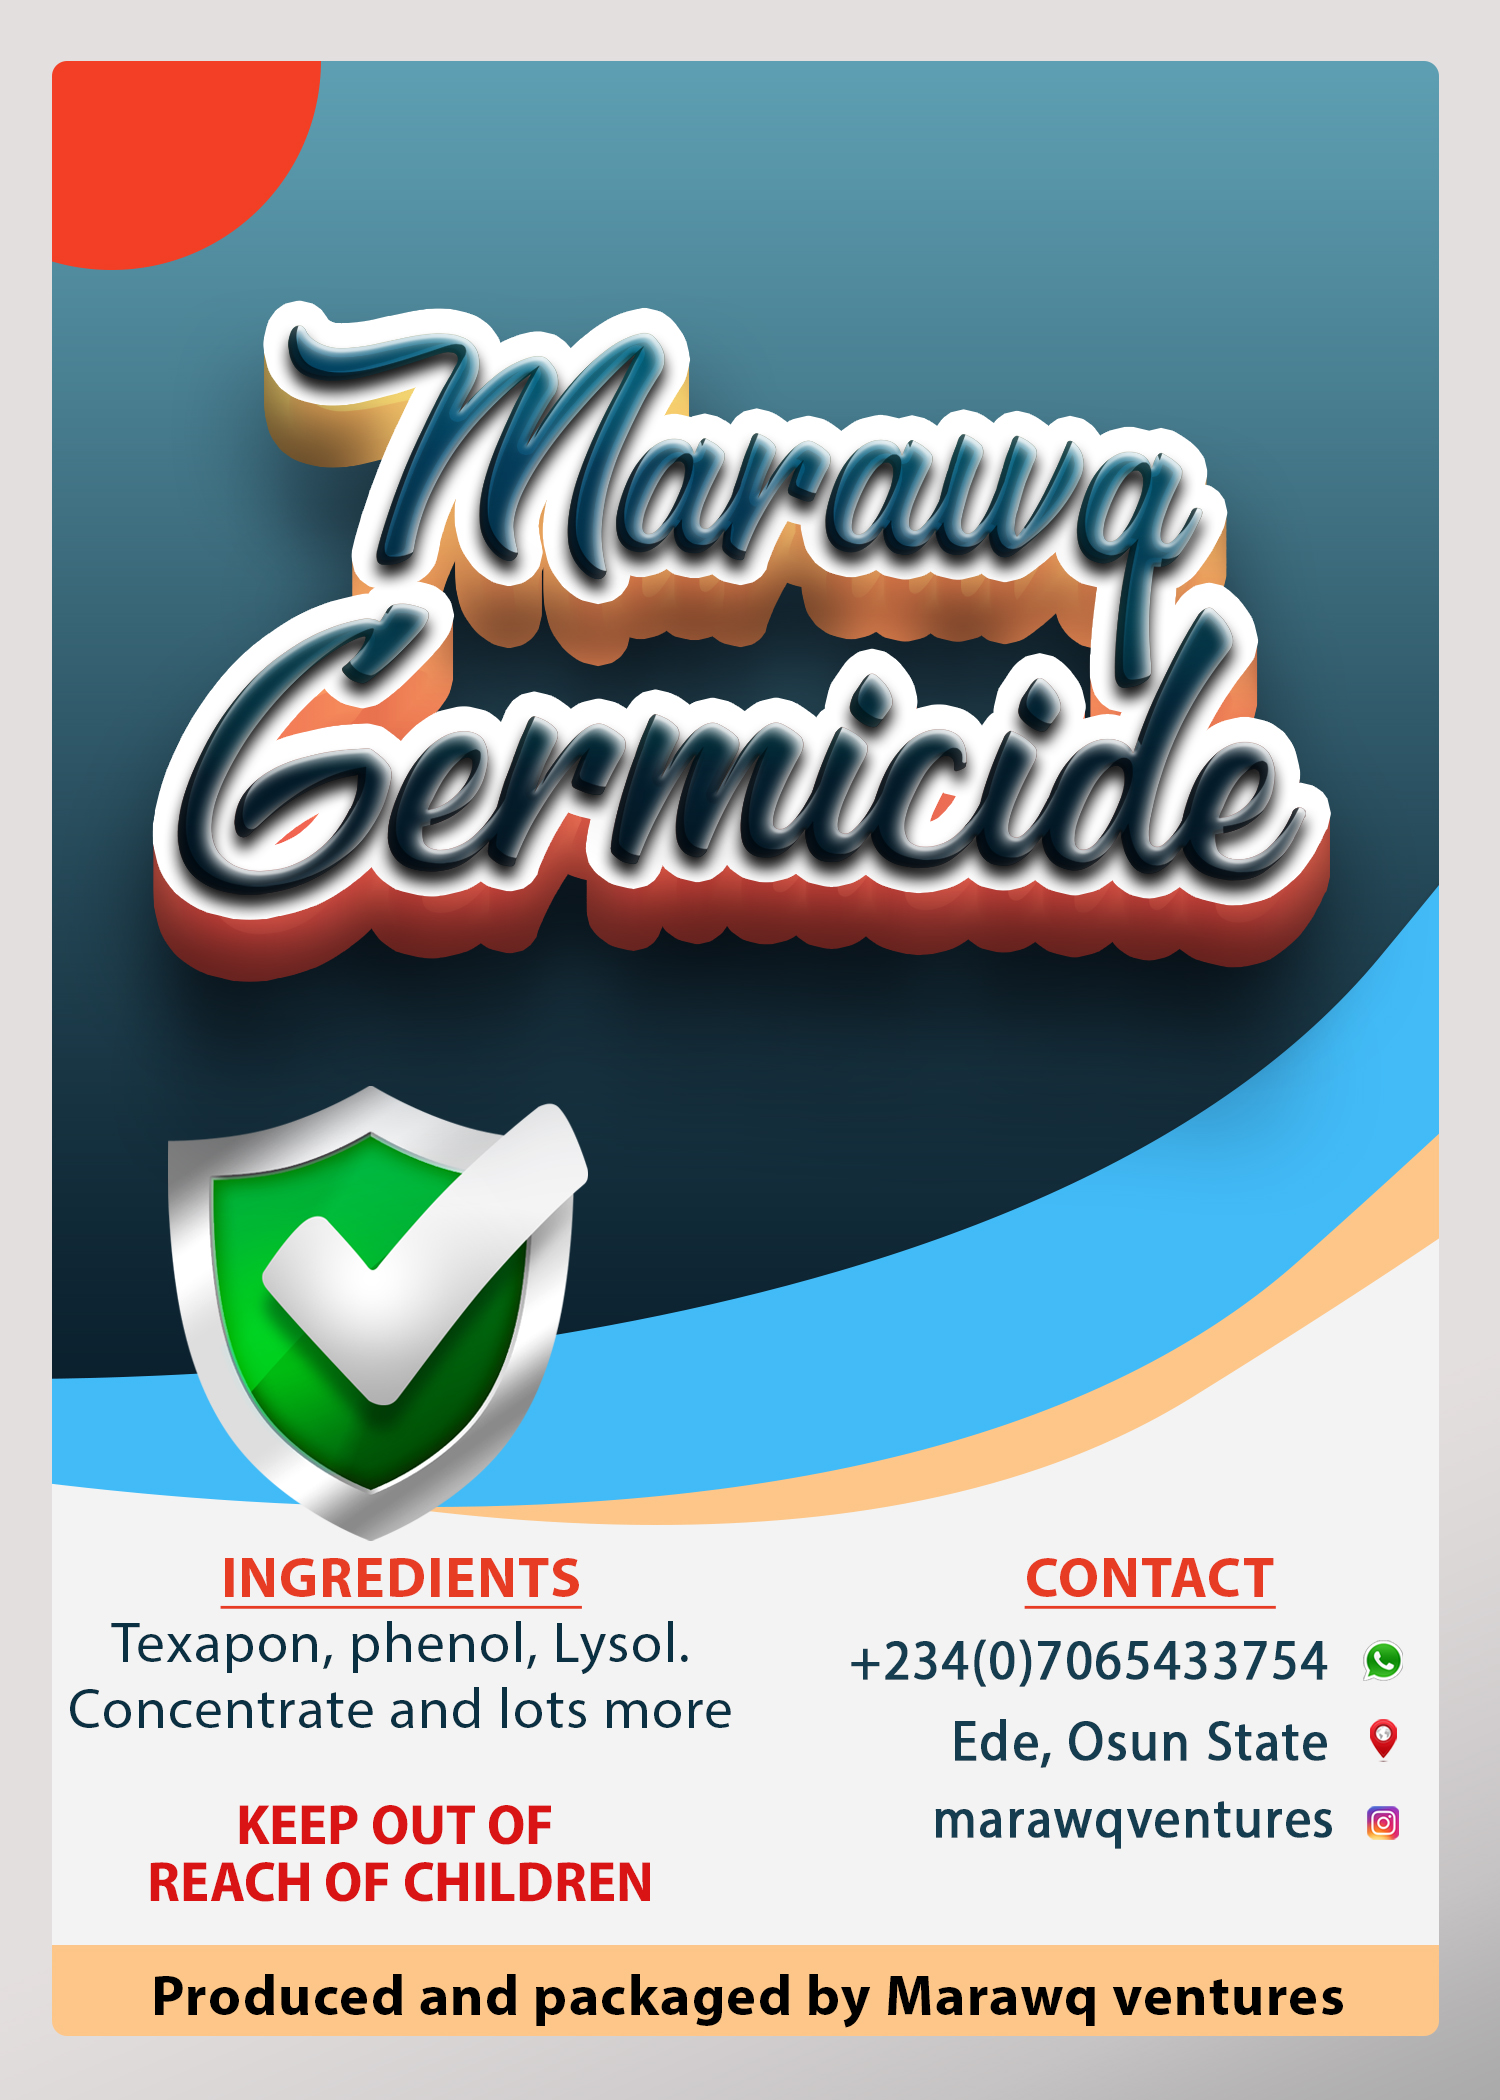 Marawq
Germicide
INGREDIENTS
Texapon, phenol, Lysol.
Concentrate and lots more
KEEP OUT OF
REACH OF CHILDREN
CONTACT
+234(0)7065433754
Ede, Osun State
marawqventures
Produced and packaged by Marawq ventures